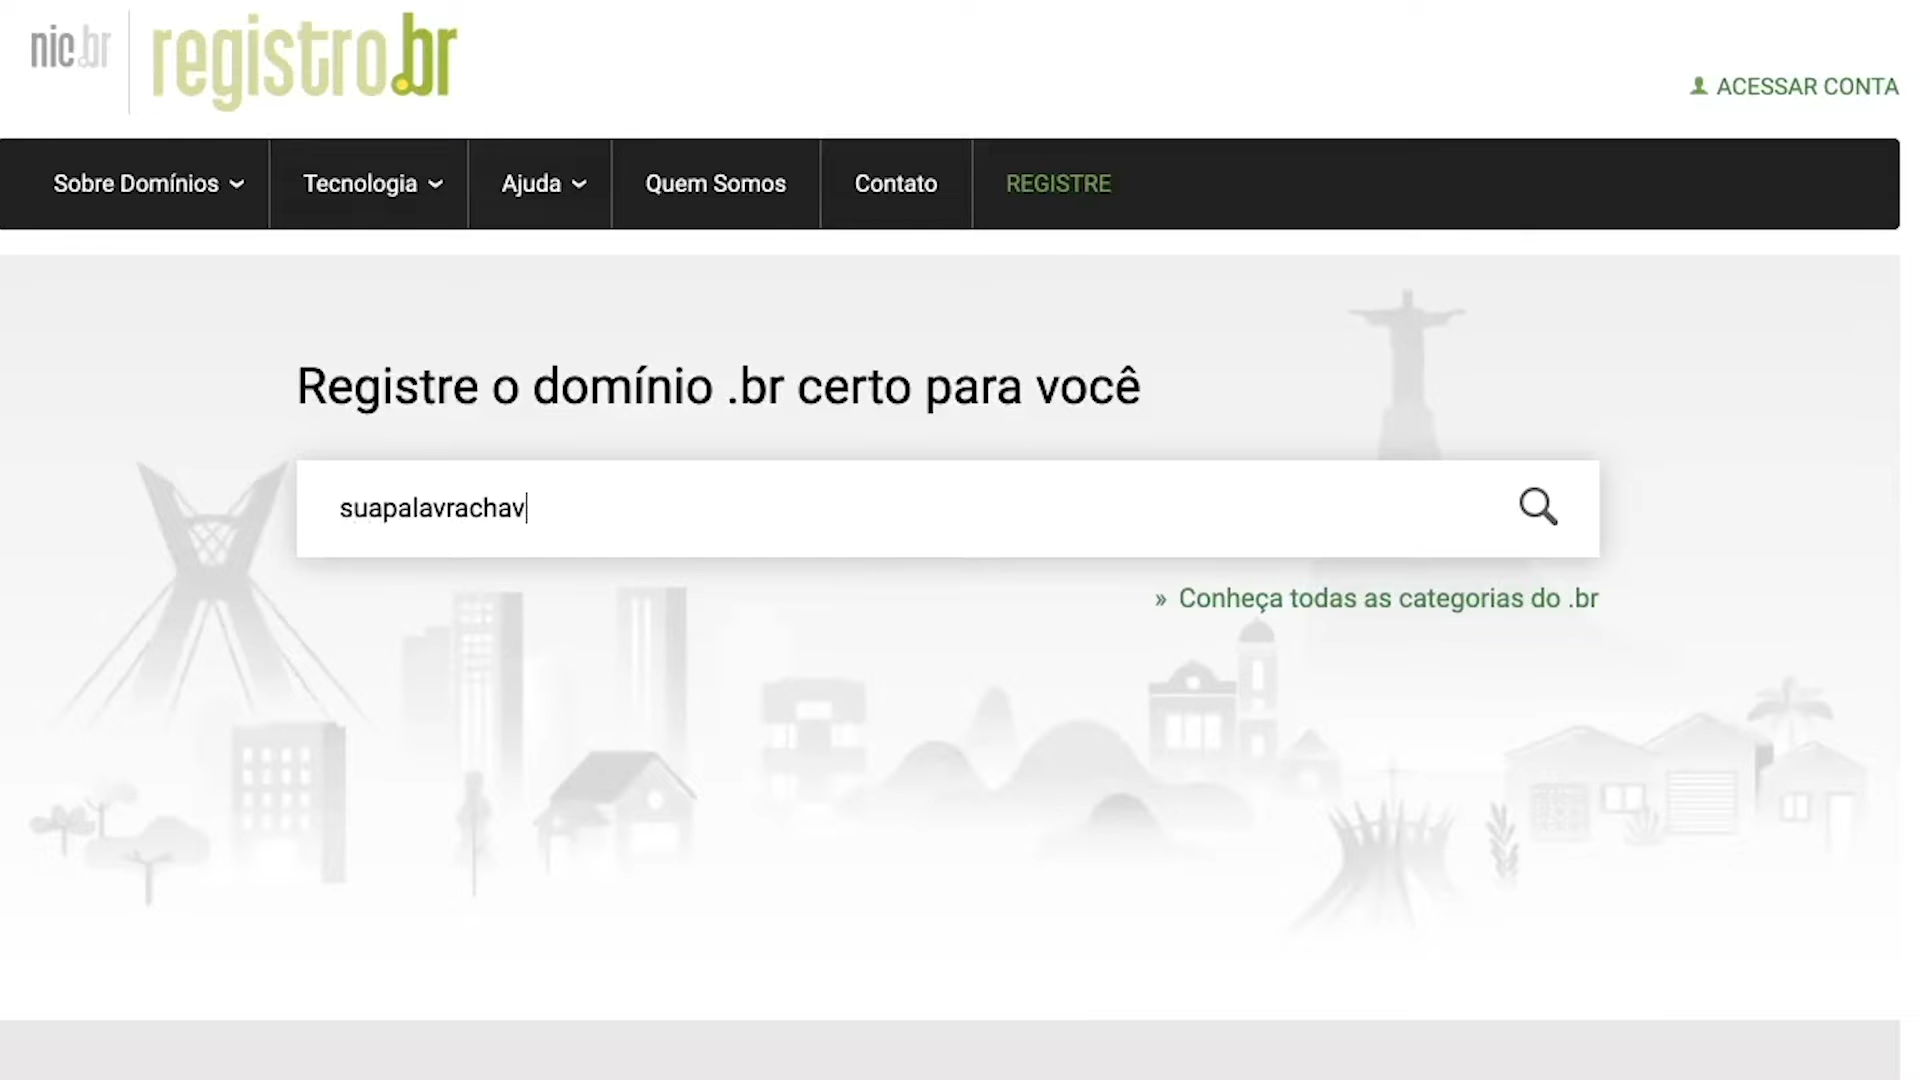 nic.br
registro.br
ACESSAR CONTA
Sobre Domínios
Tecnologia
Ajuda
Quem Somos
Contato
REGISTRE
Registre o domínio .br certo para você
suapalavrachav
» Conheça todas as categorias do .br